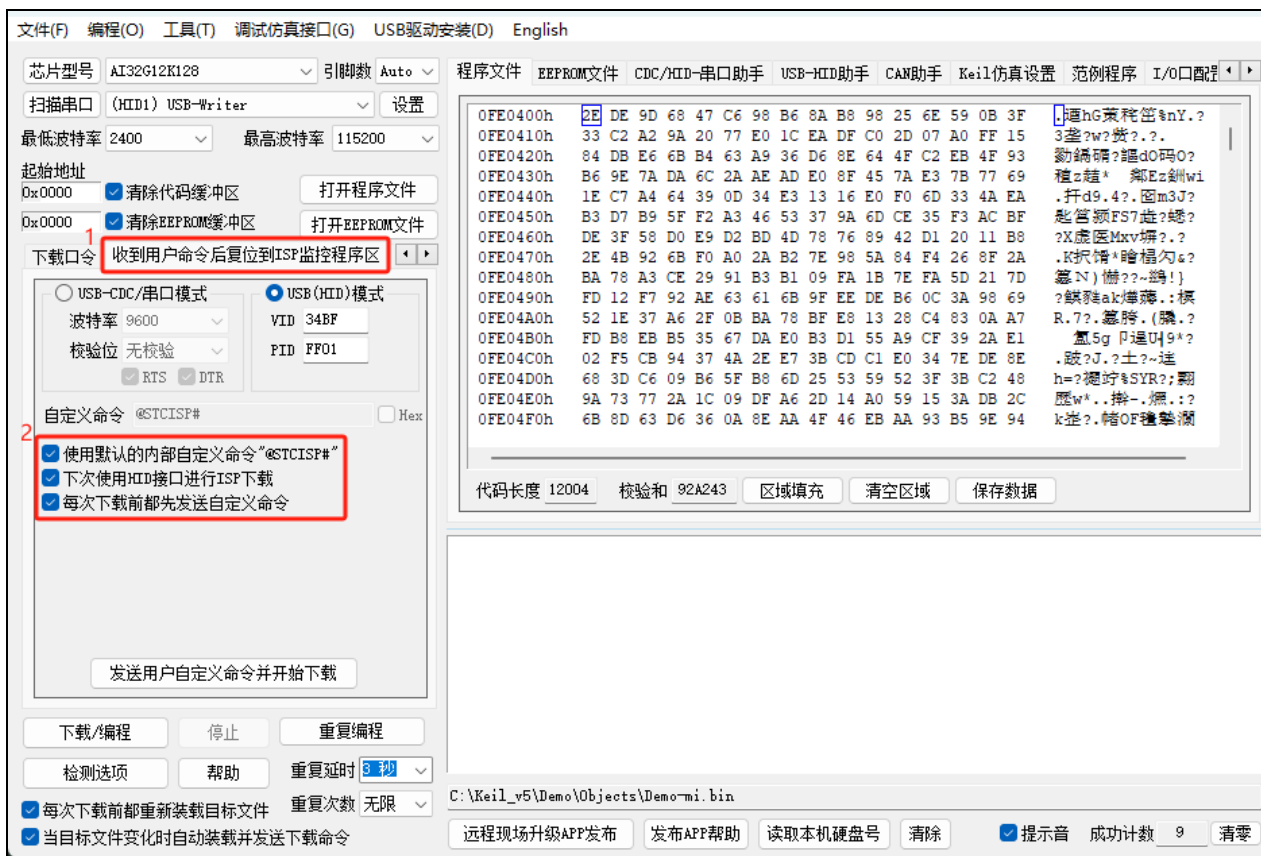 文件(F) 编程(O) 工具(T) 调试仿真接口(G) USB驱动安装(D) English
芯片型号 AI32G12K128 引脚数 Auto
扫描串口 (HID1) USB-Writer 设置
最低波特率 2400 最高波特率 115200
起始地址
0x0000 清除代码缓冲区 打开程序文件
0x0000 清除EEPROM缓冲区 打开EEPROM文件
1
下载口令 收到用户命令后复位到ISP监控程序区
USB-CDC/串口模式 USB(HID)模式
波特率 9600 VID 34BF
校验位 无校验 PID FF01
RTS DTR
自定义命令 @STCISP# Hex
2
使用默认的内部自定义命令"@STCISP#"
下次使用HID接口进行ISP下载
每次下载前都先发送自定义命令
发送用户自定义命令并开始下载
下载/编程 停止 重复编程
检测选项 帮助 重复延时 3 秒
每次下载前都重新装载目标文件 重复次数 无限
当目标文件变化时自动装载并发送下载命令
程序文件 EEPROM文件 CDC/HID-串口助手 USB-HID助手 CAN助手 Keil仿真设置 范例程序 I/O口配
0FE0400h 2E DE 9D 68 47 C6 98 B6 8A B8 98 25 6E 59 0B 3F
0FE0410h 33 C2 A2 9A 20 77 E0 1C EA DF C0 2D 07 A0 FF 15
0FE0420h 84 DB E6 6B B4 63 A9 36 D6 8E 64 4F C2 EB 4F 93
0FE0430h B6 9E 7A DA 6C 2A AE AD E0 8F 45 7A E3 7B 77 69
0FE0440h 1E C7 A4 64 39 0D 34 E3 13 16 E0 F0 6D 33 4A EA
0FE0450h B3 D7 B9 5F F2 A3 46 53 37 9A 6D CE 35 F3 AC BF
0FE0460h DE 3F 58 D0 E9 D2 BD 4D 78 76 89 42 D1 20 11 B8
0FE0470h 2E 4B 92 6B F0 A0 2A B2 7E 98 5A 84 F4 26 8F 2A
0FE0480h BA 78 A3 CE 29 91 B3 B1 09 FA 1B 7E FA 5D 21 7D
0FE0490h FD 12 F7 92 AE 63 61 6B 9F EE DE B6 0C 3A 98 69
0FE04A0h 52 1E 37 A6 2F 0B BA 78 BF E8 13 28 C4 83 0A A7
0FE04B0h FD B8 EB B5 35 67 DA E0 B3 D1 55 A9 CF 39 2A E1
0FE04C0h 02 F5 CB 94 37 4A 2E E7 3B CD C1 E0 34 7E DE 8E
0FE04D0h 68 3D C6 09 B6 5F B8 6D 25 53 59 52 3F 3B C2 48
0FE04E0h 9A 73 77 2A 1C 09 DF A6 2D 14 A0 59 15 3A DB 2C
0FE04F0h 6B 8D 63 D6 36 0A 8E AA 4F 46 EB AA 93 B5 9E 94
代码长度 12004 校验和 92A243 区域填充 清空区域 保存数据
C:\Keil_v5\Demo\Objects\Demo-mi.bin
远程现场升级APP发布 发布APP帮助 读取本机硬盘号 清除 提示音 成功计数 9 清零